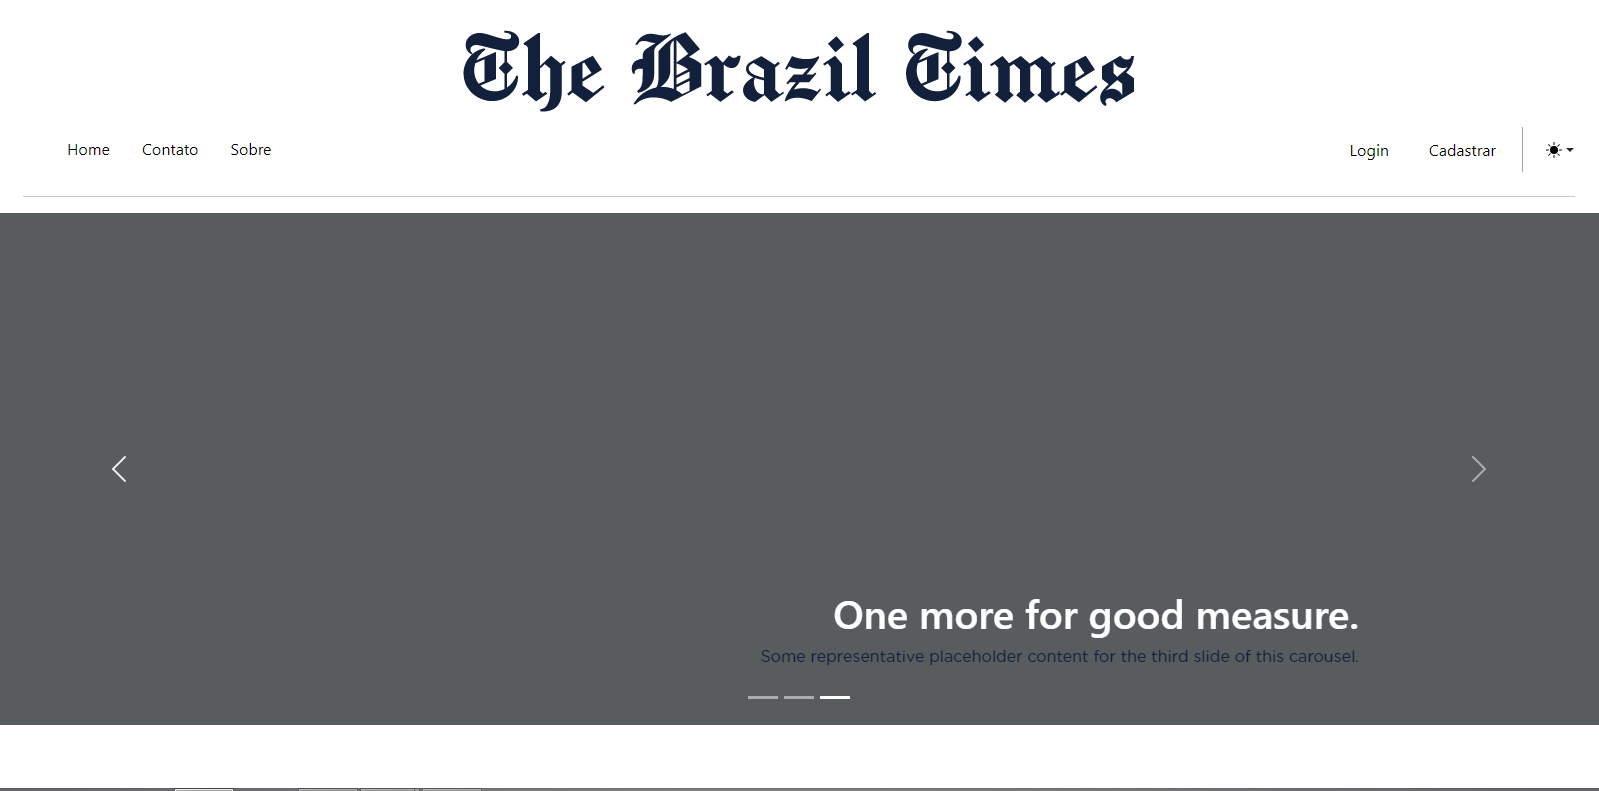 The Brazil Times
Home Contato Sobre Login Cadastrar
One more for good measure.
Some representative placeholder content for the third slide of this carousel.